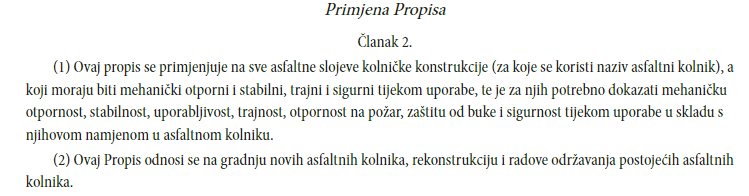 Primjena Propisa
Članak 2.
(1) Ovaj propis se primjenjuje na sve asfaltne slojeve kolničke konstrukcije (za koje se koristi naziv asfaltni kolnik), a
koji moraju biti mehanički otporni i stabilni, trajni i sigurni tijekom uporabe, te je za njih potrebno dokazati mehaničku
otpornost, stabilnost, uporabljivost, trajnost, otpornost na požar, zaštitu od buke i sigurnost tijekom uporabe u skladu s
njihovom namjenom u asfaltnom kolniku.
(2) Ovaj Propis odnosi se na gradnju novih asfaltnih kolnika, rekonstrukciju i radove održavanja postojećih asfaltnih
kolnika.